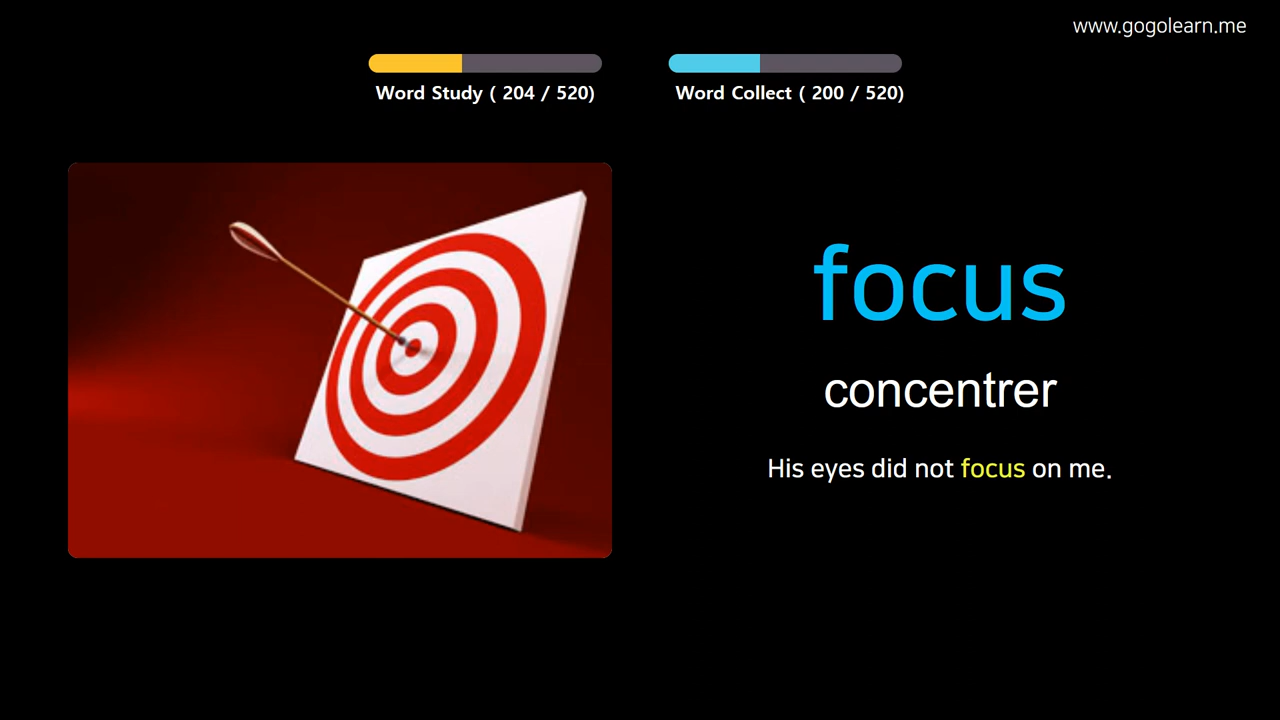 www.gogolearn.me
Word Study ( 204 / 520)
Word Collect ( 200 / 520)
focus
concentrer
His eyes did not focus on me.